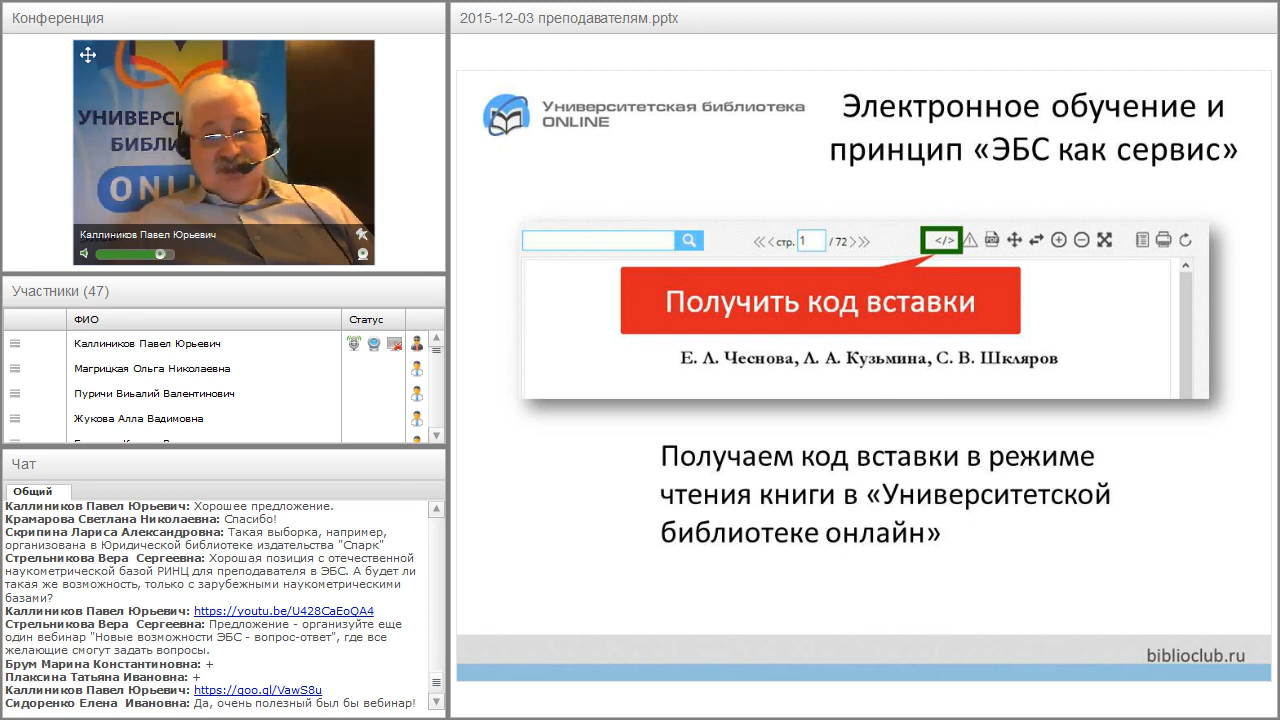 Конференция
УНИВЕРСИ
БИБЛИ
ONLI
Каллиников Павел Юрьевич
Участники (47)
ФИО
Статус
Каллиников Павел Юрьевич
Магрицкая Ольга Николаевна
Пуричи Виьалий Валентинович
Жукова Алла Вадимовна
Чат
Общий
Каллиников Павел Юрьевич: Хорошее предложение.
Крамарова Светлана Николаевна: Спасибо!
Скрипина Лариса Александровна: Такая выборка, например,
организована в Юридической библиотеке издательства "Спарк"
Стрельникова Вера Сергеевна: Хорошая позиция с отечественной
наукометрической базой РИНЦ для преподавателя в ЭБС. А будет ли
такая же возможность, только с зарубежными наукометрическими
базами?
Каллиников Павел Юрьевич: https://youtu.be/U428CaEoQA4
Стрельникова Вера Сергеевна: Предложение - организуйте еще
один вебинар "Новые возможности ЭБС - вопрос-ответ", где все
желающие смогут задать вопросы.
Брум Марина Константиновна: +
Плаксина Татьяна Ивановна: +
Каллиников Павел Юрьевич: https://goo.gl/VawS8u
Сидоренко Елена Ивановна: Да, очень полезный был бы вебинар!
2015-12-03 преподавателям.pptx
Университетская библиотека
ONLINE
Электронное обучение и
принцип «ЭБС как сервис»
стр. 1 / 72
</>
Получить код вставки
Е. Л. Чеснова, Л. А. Кузьмина, С. В. Шкляров
Получаем код вставки в режиме
чтения книги в «Университетской
библиотеке онлайн»
biblioclub.ru